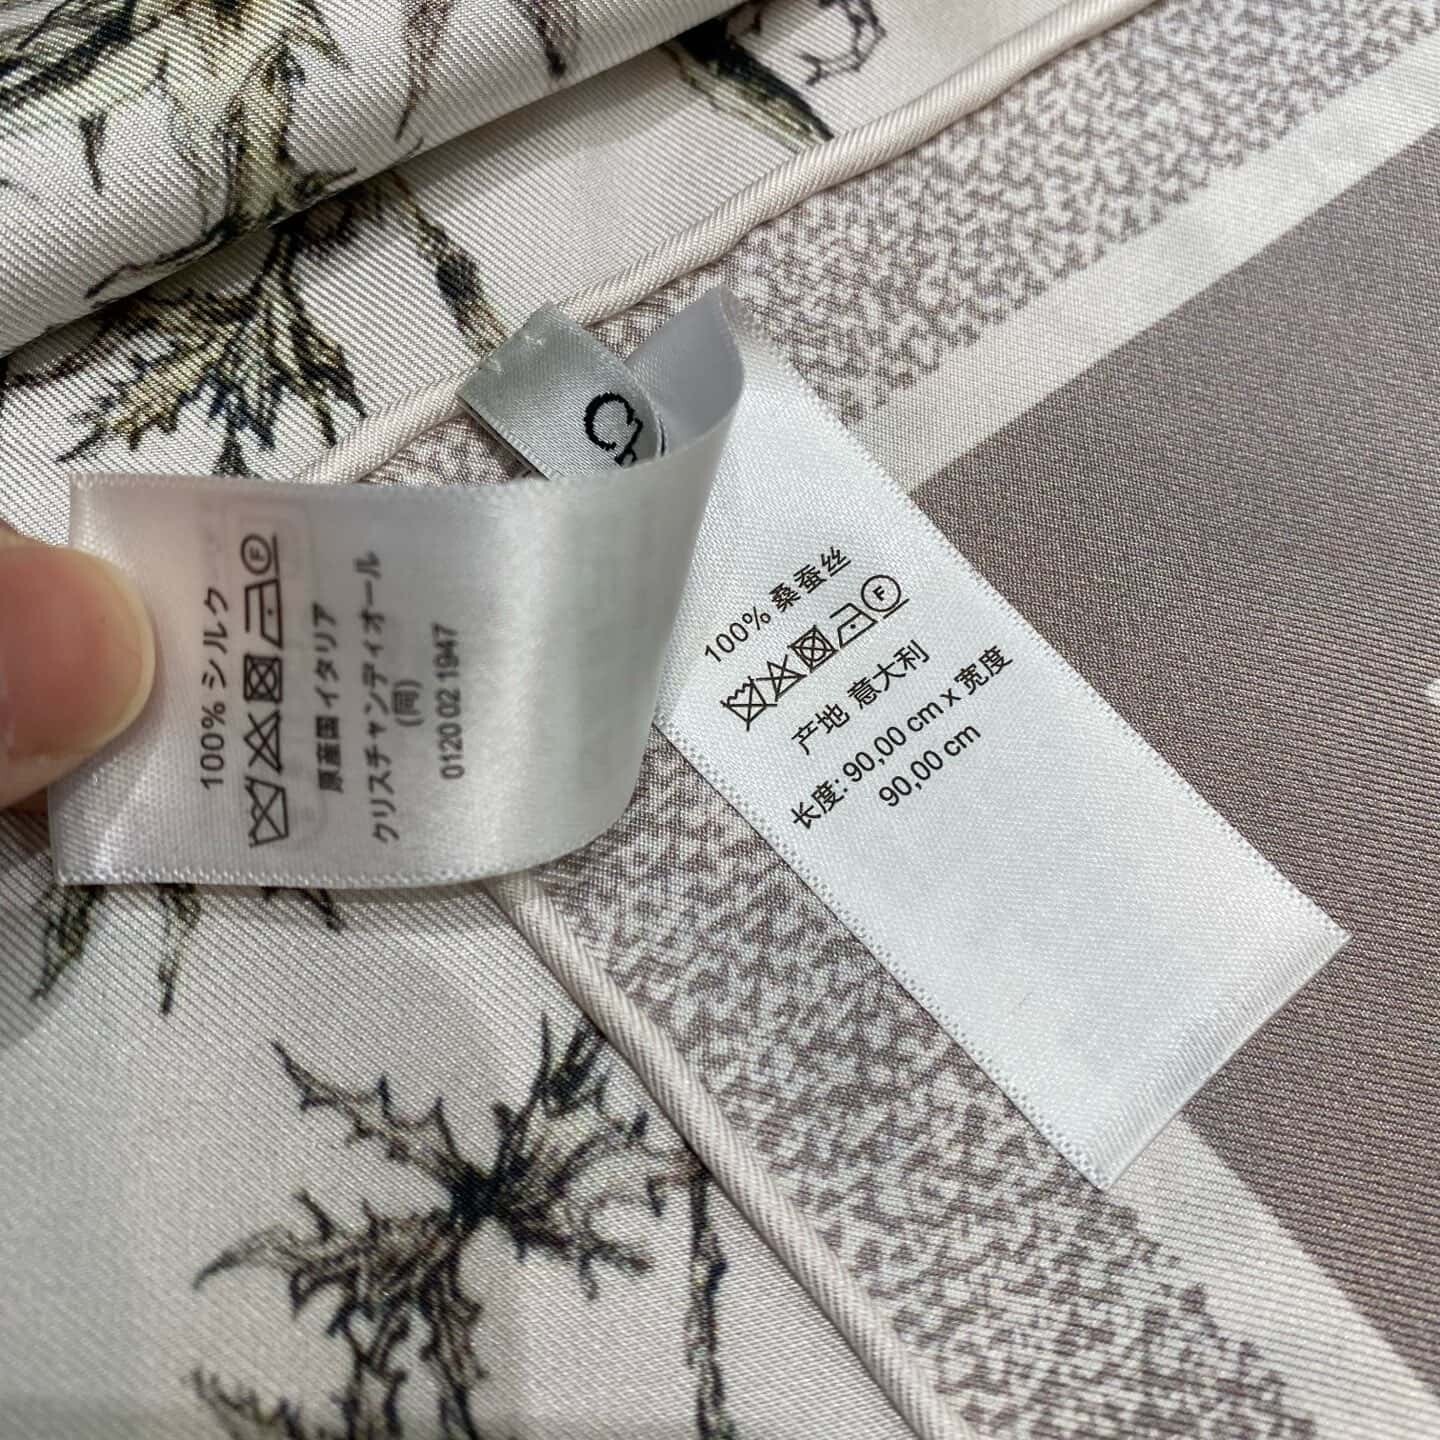 100% シルク
原産国 イタリア
クリスチャンディオール
(同)
0120 02 1947
100% 桑蚕丝
F
产地 意大利
长度: 90,00 cm x 宽度
90,00 cm